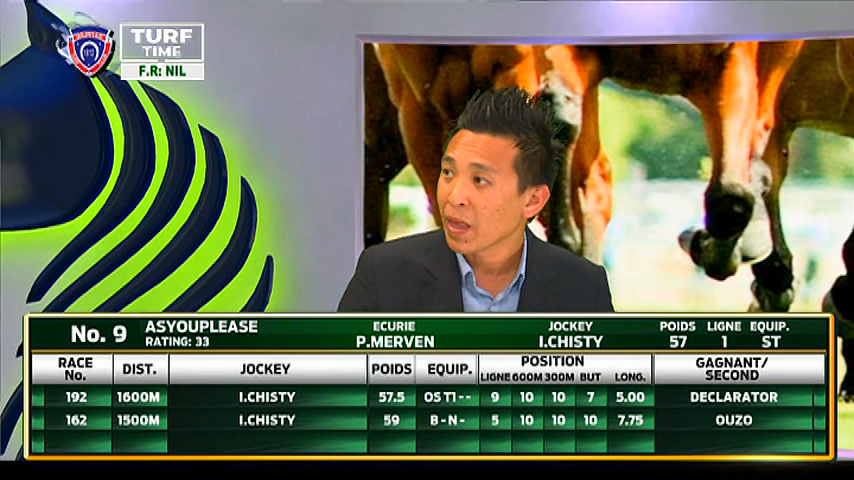 TURF
TIME
F.R: NIL
1812
No. 9 ASYOUPLEASE ECURIE JOCKEY POIDS LIGNE EQUIP.
RATING: 33 P.MERVEN I.CHISTY 57 1 ST
RACE No. DIST. JOCKEY POIDS EQUIP. POSITION GAGNANT/
SECOND
LIGNE 600M 300M BUT LONG.
192 1600M I.CHISTY 57.5 OS T1 - - 9 10 10 7 5.00 DECLARATOR
162 1500M I.CHISTY 59 B - N - 5 10 10 10 7.75 OUZO